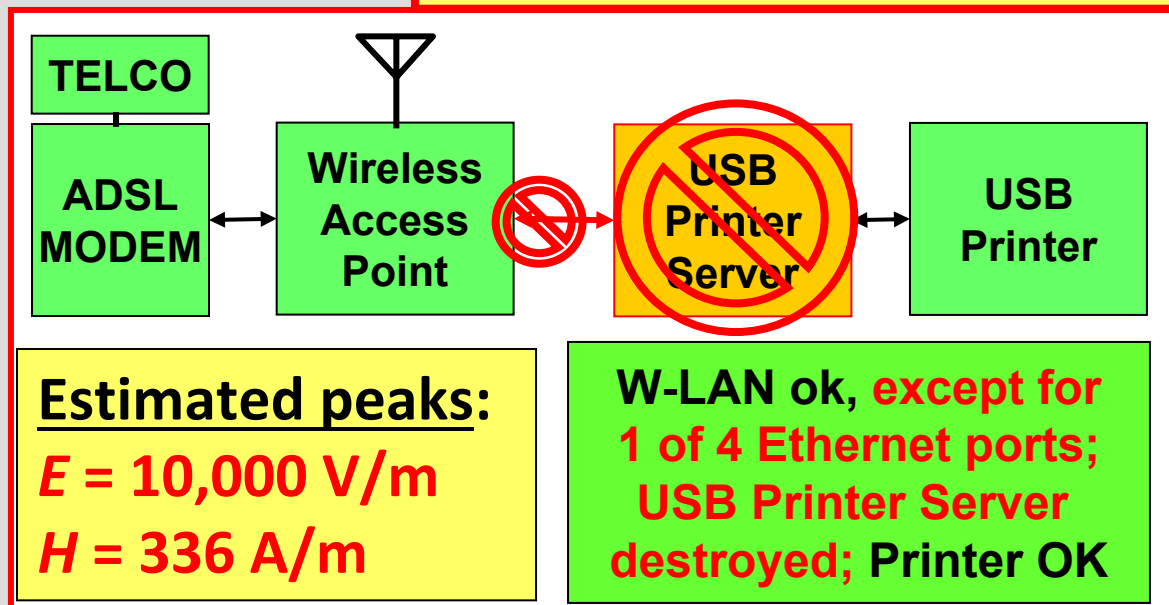 TELCO
ADSL
MODEM
Wireless
Access
Point
USB
Printer
Server
USB
Printer
Estimated peaks:
E = 10,000 V/m
H = 336 A/m
W-LAN ok, except for
1 of 4 Ethernet ports;
USB Printer Server
destroyed; Printer OK